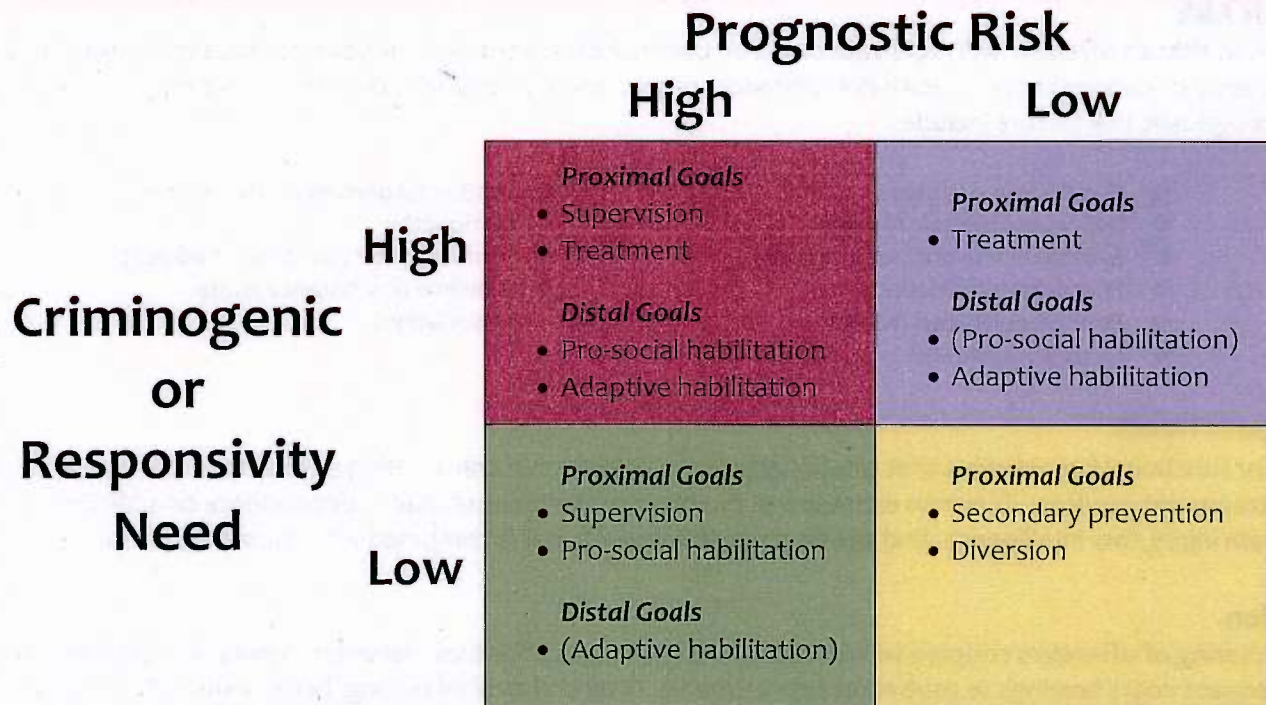 Prognostic Risk
High
Low
Criminogenic
or
Responsivity
Need
High
Low
Proximal Goals
• Supervision
• Treatment
Distal Goals
• Pro-social habilitation
• Adaptive habilitation
Proximal Goals
• Treatment
Distal Goals
• (Pro-social habilitation)
• Adaptive habilitation
Proximal Goals
• Supervision
• Pro-social habilitation
Distal Goals
• (Adaptive habilitation)
Proximal Goals
• Secondary prevention
• Diversion